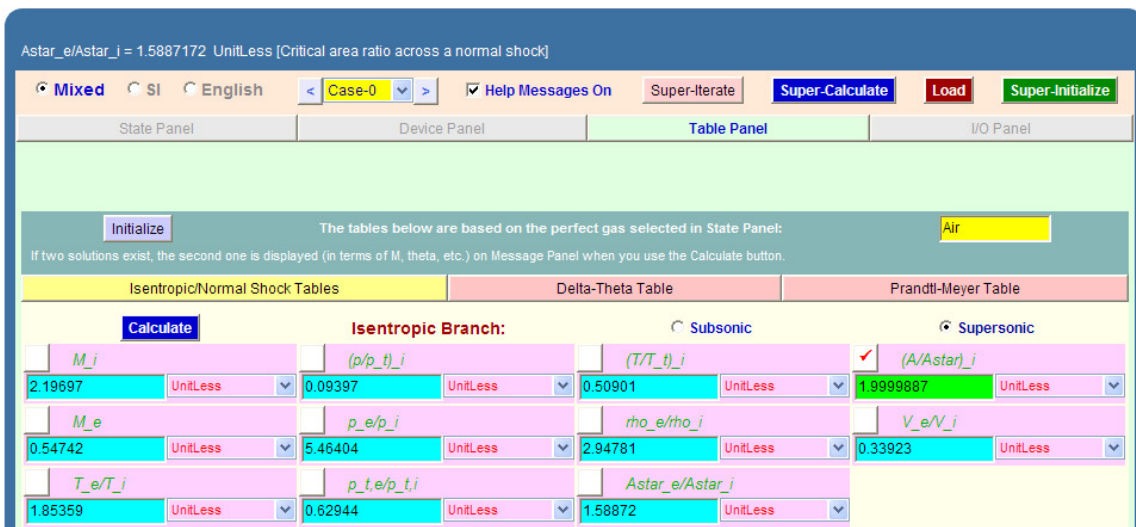 Astar_e/Astar_i = 1.5887172 UnitLess [Critical area ratio across a normal shock]
Mixed SI English < Case-0 > Help Messages On Super-Iterate Super-Calculate Load Super-Initialize
State Panel Device Panel Table Panel I/O Panel
Initialize The tables below are based on the perfect gas selected in State Panel: Air
If two solutions exist, the second one is displayed (in terms of M, theta, etc.) on Message Panel when you use the Calculate button.
Isentropic/Normal Shock Tables Delta-Theta Table Prandtl-Meyer Table
Calculate Isentropic Branch: Subsonic Supersonic
M_i (p/p_t)_i (T/T_t)_i (A/Astar)_i
2.19697 UnitLess 0.09397 UnitLess 0.50901 UnitLess 1.9999887 UnitLess
M_e p_e/p_i rho_e/rho_i V_e/V_i
0.54742 UnitLess 5.46404 UnitLess 2.94781 UnitLess 0.33923 UnitLess
T_e/T_i p_t,e/p_t,i Astar_e/Astar_i
1.85359 UnitLess 0.62944 UnitLess 1.58872 UnitLess